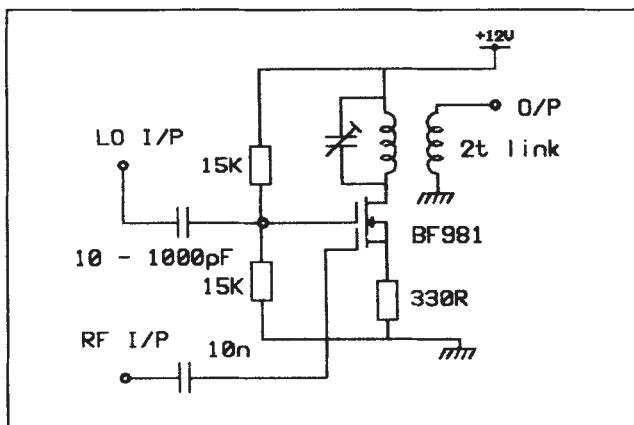 +12V
O/P
LO I/P
15K
2t link
BF981
10 - 1000pF
15K
330R
RF I/P
10n